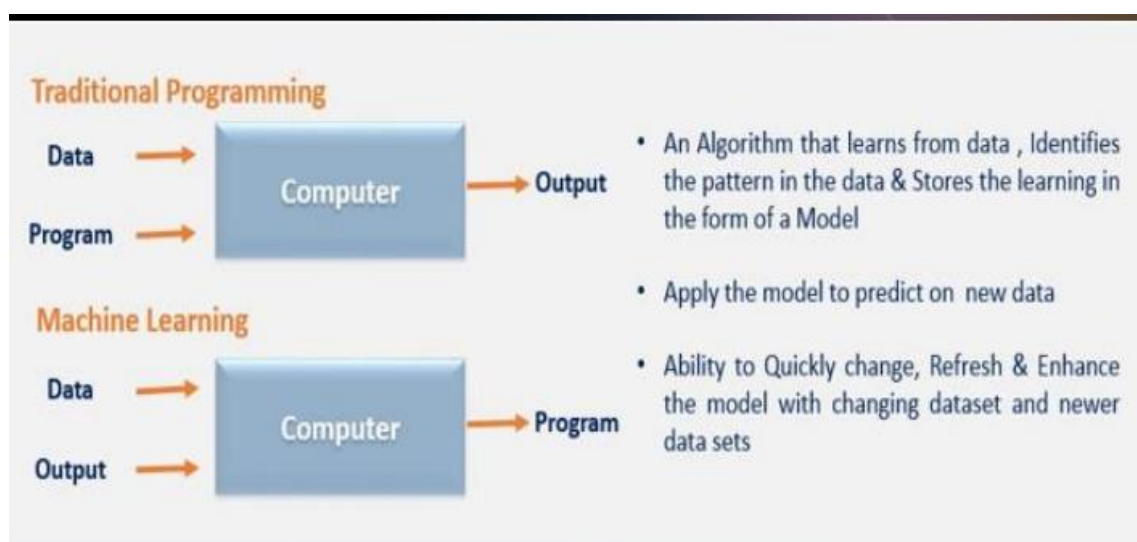 Traditional Programming
Data
Program
Computer
Output
Machine Learning
Data
Output
Computer
Program
• An Algorithm that learns from data , Identifies
the pattern in the data & Stores the learning in
the form of a Model
• Apply the model to predict on new data
• Ability to Quickly change, Refresh & Enhance
the model with changing dataset and newer
data sets